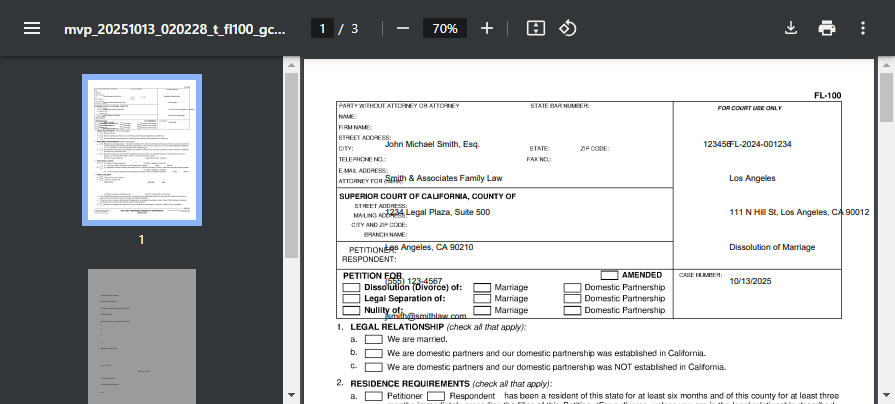 mvp_20251013_020228_t_fl100_gc...
1 / 3
70%
FL-100
PARTY WITHOUT ATTORNEY OR ATTORNEY
STATE BAR NUMBER:
FOR COURT USE ONLY
NAME:
FIRM NAME:
STREET ADDRESS:
John Michael Smith, Esq.
123456FL-2024-001234
CITY:
STATE:
ZIP CODE:
TELEPHONE NO.:
FAX NO.:
E-MAIL ADDRESS:
Smith & Associates Family Law
Los Angeles
ATTORNEY FOR (name):
SUPERIOR COURT OF CALIFORNIA, COUNTY OF
STREET ADDRESS:
1234 Legal Plaza, Suite 500
111 N Hill St, Los Angeles, CA 90012
MAILING ADDRESS:
CITY AND ZIP CODE:
BRANCH NAME:
Los Angeles, CA 90210
Dissolution of Marriage
PETITIONER:
RESPONDENT:
PETITION FOR
AMENDED
CASE NUMBER:
(555) 123-4567
10/13/2025
Dissolution (Divorce) of:
Marriage
Domestic Partnership
Legal Separation of:
Marriage
Domestic Partnership
Nullity of:
Marriage
Domestic Partnership
jsmith@smithlaw.com
1. LEGAL RELATIONSHIP (check all that apply):
a. We are married.
b. We are domestic partners and our domestic partnership was established in California.
c. We are domestic partners and our domestic partnership was NOT established in California.
2. RESIDENCE REQUIREMENTS (check all that apply):
a. Petitioner Respondent has been a resident of this state for at least six months and of this county for at least three
1